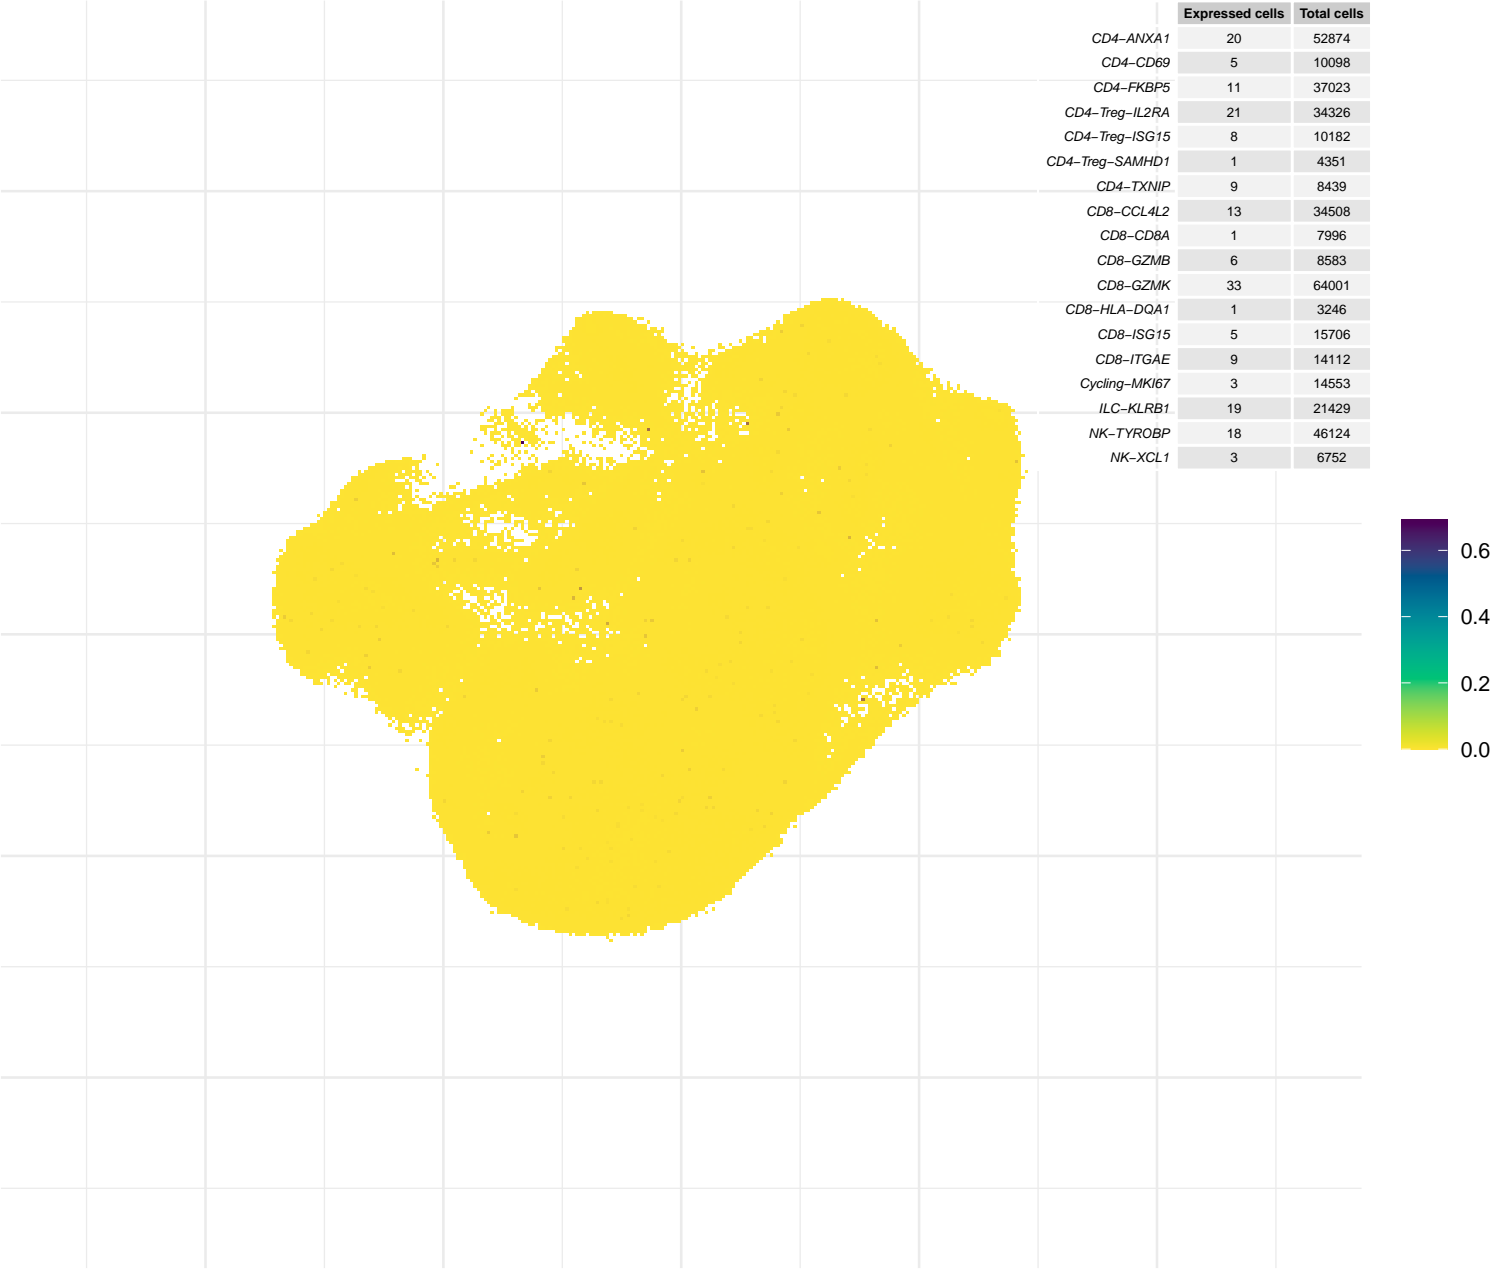 Expressed cells Total cells
CD4−ANXA1 20 52874
CD4−CD69 5 10098
CD4−FKBP5 11 37023
CD4−Treg−IL2RA 21 34326
CD4−Treg−ISG15 8 10182
CD4−Treg−SAMHD1 1 4351
CD4−TXNIP 9 8439
CD8−CCL4L2 13 34508
CD8−CD8A 1 7996
CD8−GZMB 6 8583
CD8−GZMK 33 64001
CD8−HLA−DQA1 1 3246
CD8−ISG15 5 15706
CD8−ITGAE 9 14112
Cycling−MKI67 3 14553
ILC−KLRB1 19 21429
NK−TYROBP 18 46124
NK−XCL1 3 6752
0.6
0.4
0.2
0.0